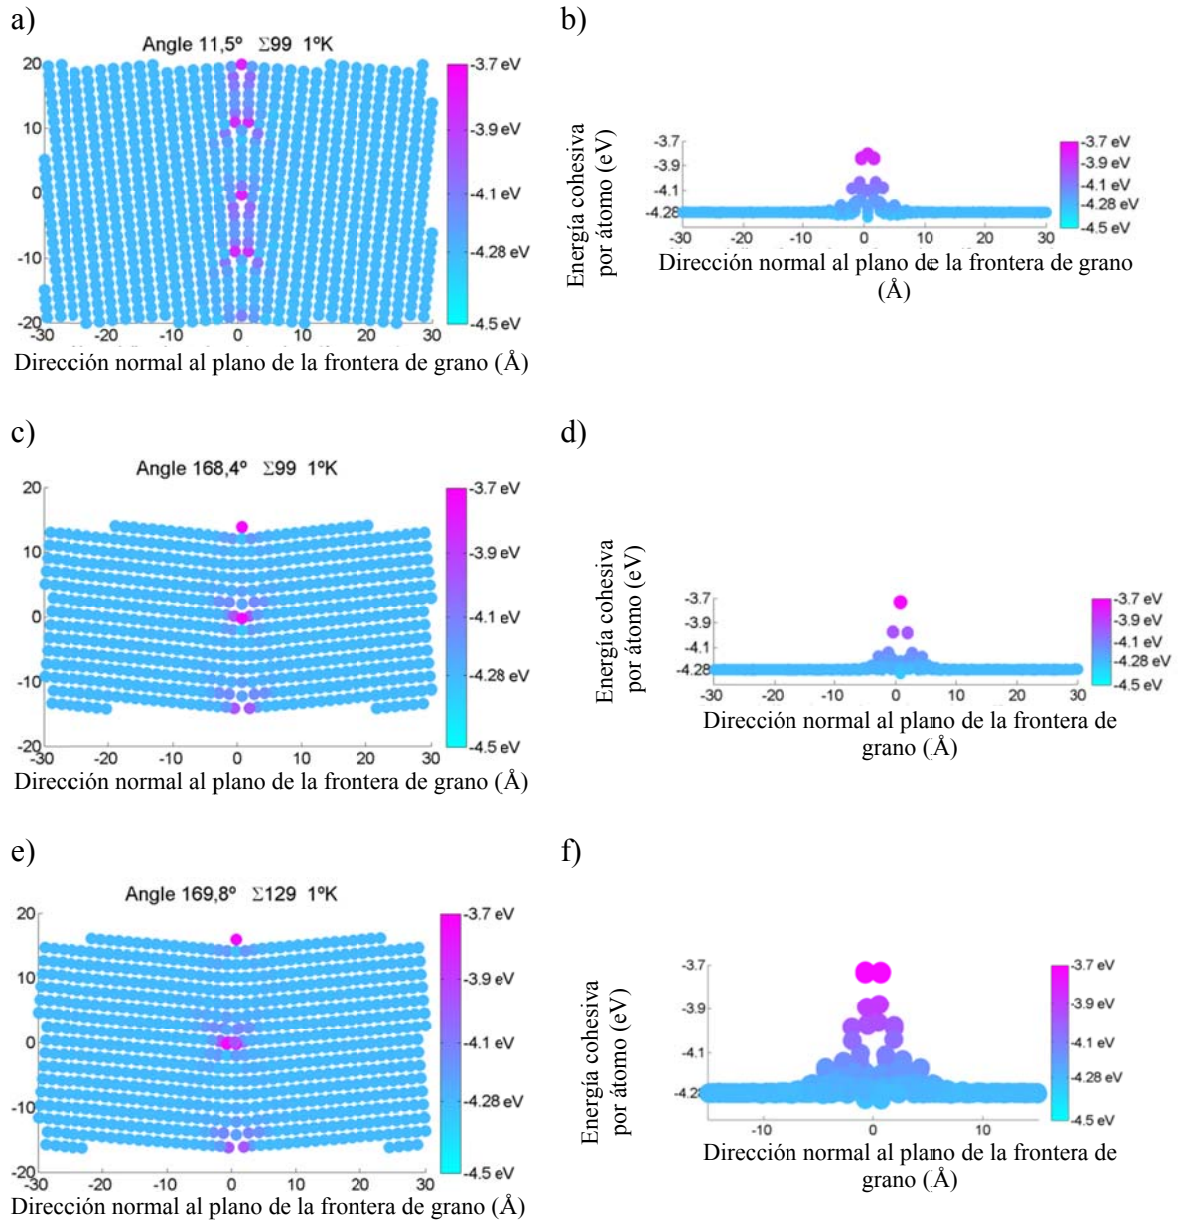 a)
Angle 11,5º Σ99 1ºK
20
10
0
-10
-20
-30
-20
-10
0
10
20
30
-3.7 eV
-3.9 eV
-4.1 eV
-4.28 eV
-4.5 eV
Dirección normal al plano de la frontera de grano (Å)
b)
Energía cohesiva
por átomo (eV)
-3.7
-3.9
-4.1
-4.28
-30
-20
-10
0
10
20
30
-3.7 eV
-3.9 eV
-4.1 eV
-4.28 eV
-4.5 eV
Dirección normal al plano de la frontera de grano
(Å)
c)
Angle 168,4º Σ99 1ºK
20
10
0
-10
-20
-30
-20
-10
0
10
20
30
-3.7 eV
-3.9 eV
-4.1 eV
-4.28 eV
-4.5 eV
Dirección normal al plano de la frontera de grano (Å)
d)
Energía cohesiva
por átomo (eV)
-3.7
-3.9
-4.1
-4.28
-30
-20
-10
0
10
20
30
-3.7 eV
-3.9 eV
-4.1 eV
-4.28 eV
-4.5 eV
Dirección normal al plano de la frontera de
grano (Å)
e)
Angle 169,8º Σ129 1ºK
20
10
0
-10
-20
-30
-20
-10
0
10
20
30
-3.7 eV
-3.9 eV
-4.1 eV
-4.28 eV
-4.5 eV
Dirección normal al plano de la frontera de grano (Å)
f)
Energía cohesiva
por átomo (eV)
-3.7
-3.9
-4.1
-10
0
10
-3.7 eV
-3.9 eV
-4.1 eV
-4.28 eV
-4.5 eV
Dirección normal al plano de la frontera de
grano (Å)